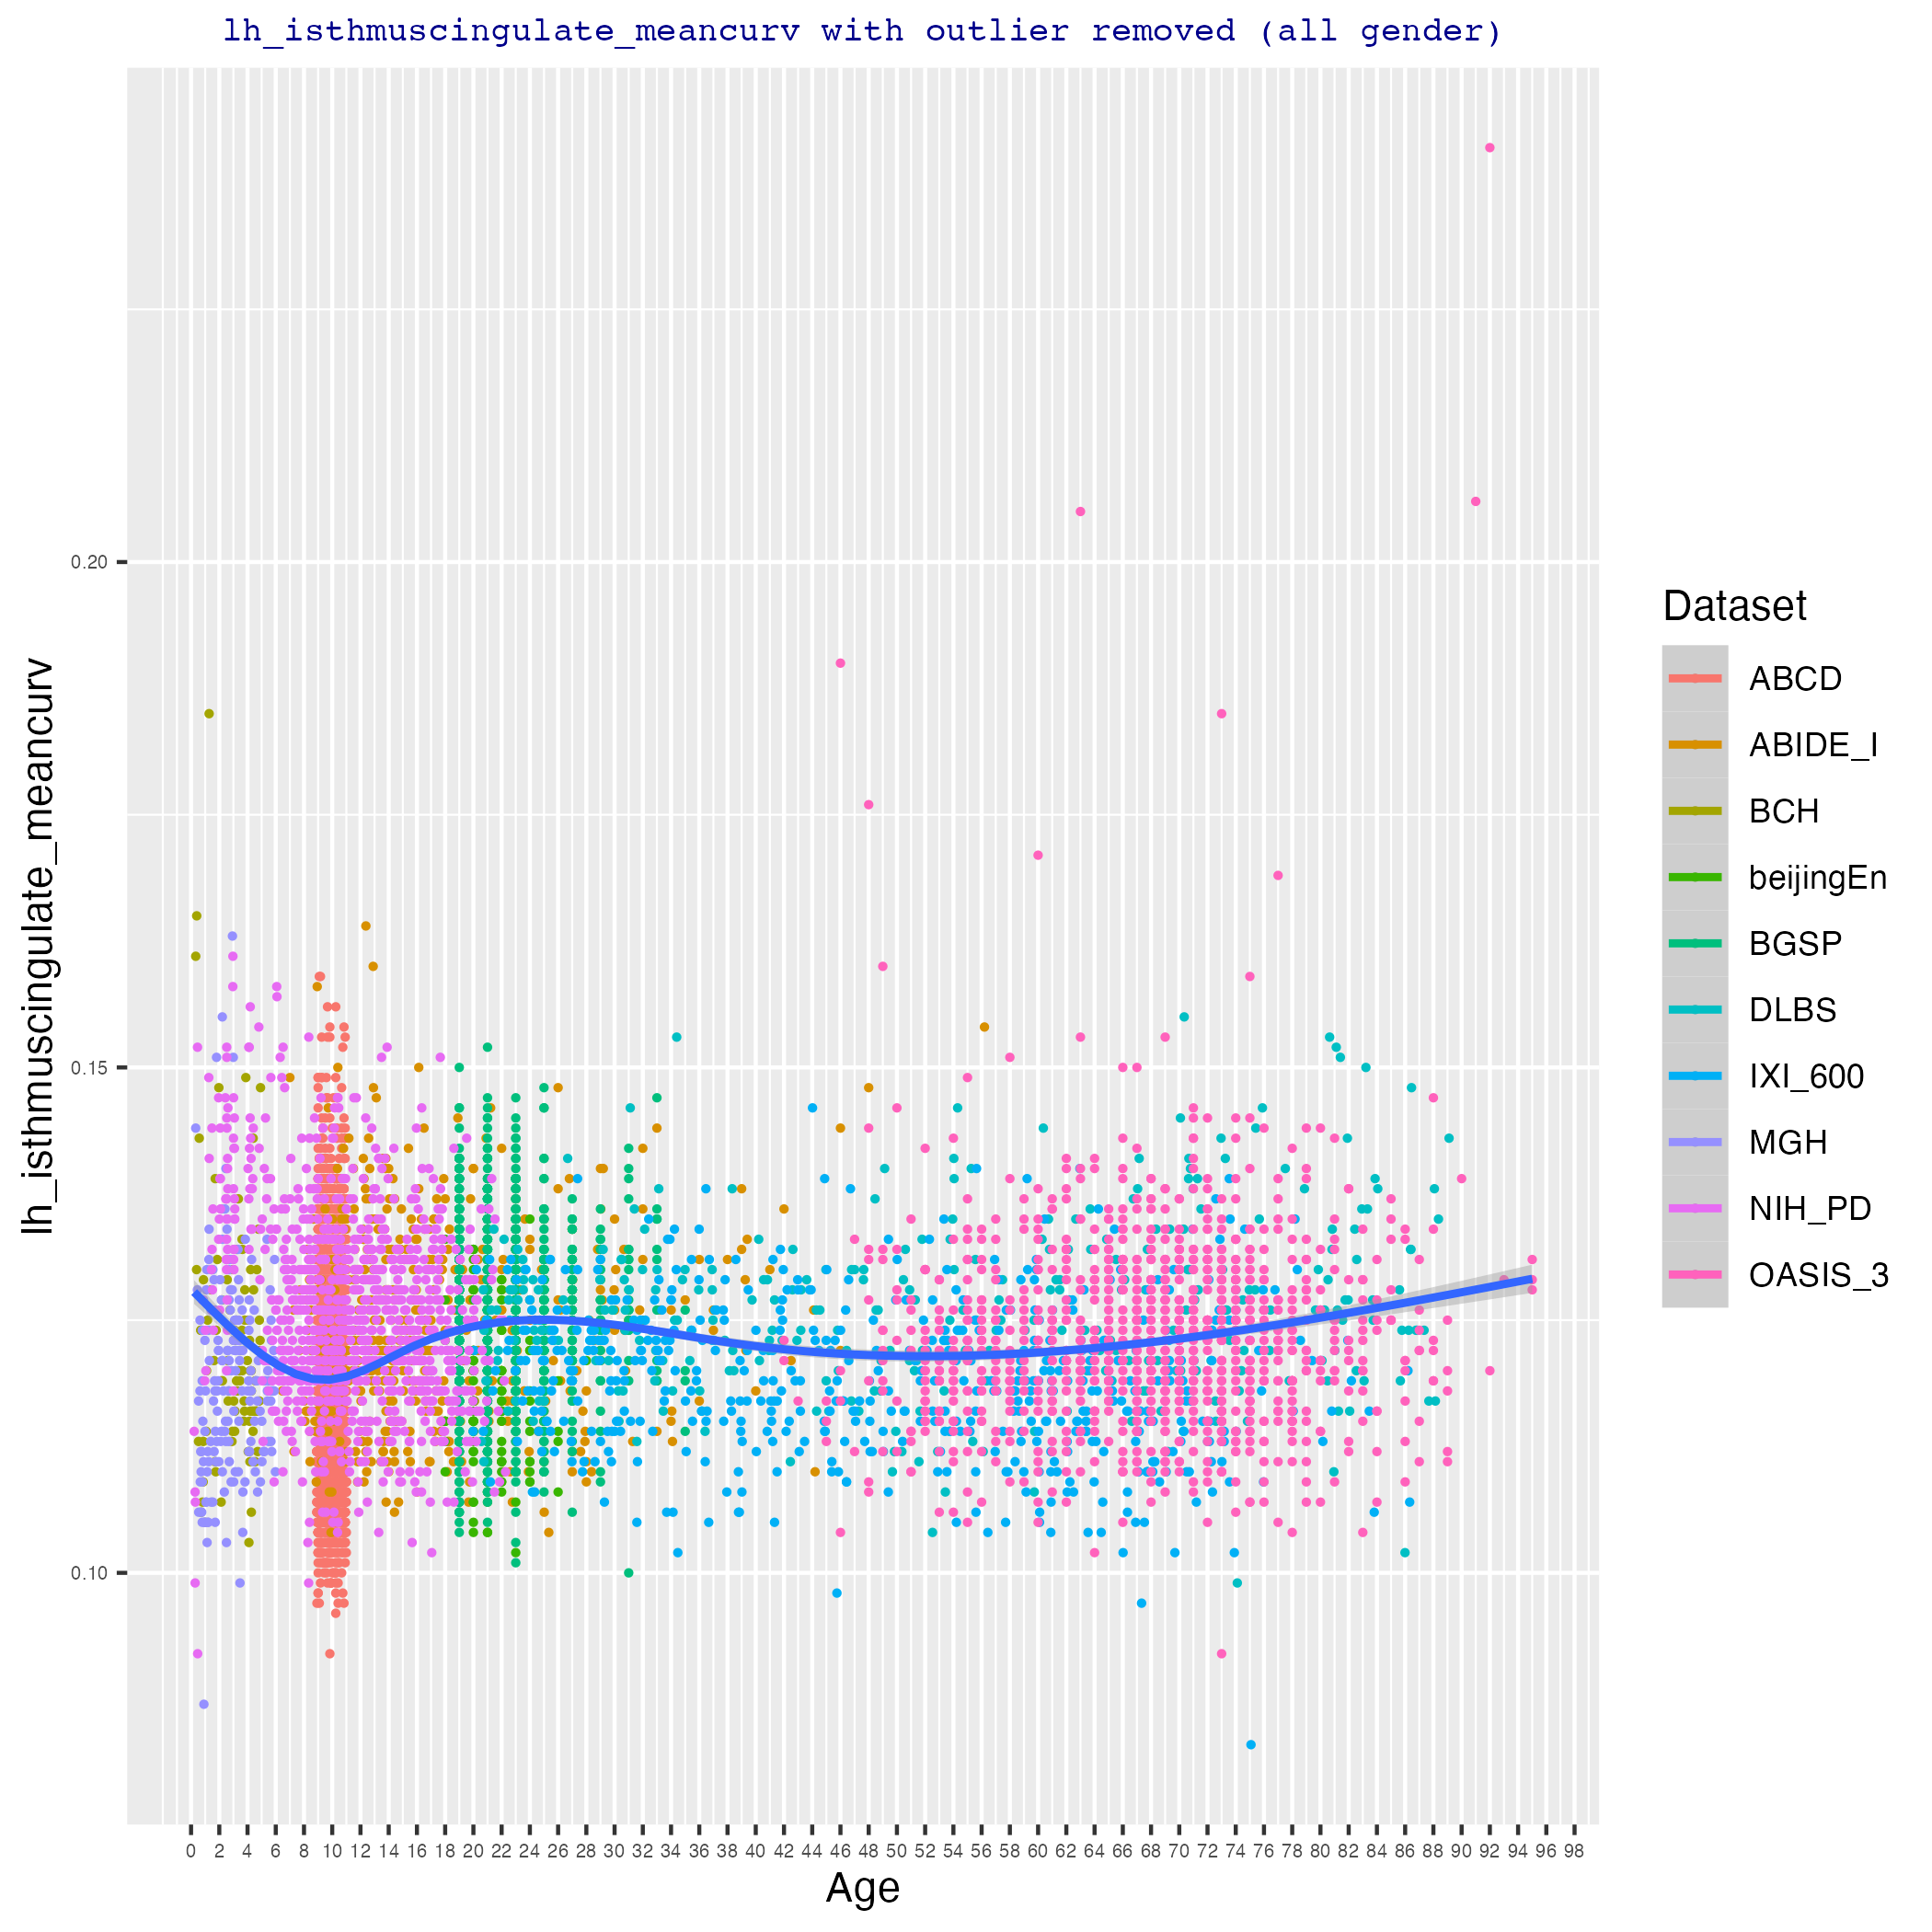 lh_isthmuscingulate_meancurv with outlier removed (all gender)
lh_isthmuscingulate_meancurv
0.20
0.15
0.10
0 2 4 6 8 10 12 14 16 18 20 22 24 26 28 30 32 34 36 38 40 42 44 46 48 50 52 54 56 58 60 62 64 66 68 70 72 74 76 78 80 82 84 86 88 90 92 94 96 98
Age
Dataset
ABCD
ABIDE_I
BCH
beijingEn
BGSP
DLBS
IXI_600
MGH
NIH_PD
OASIS_3